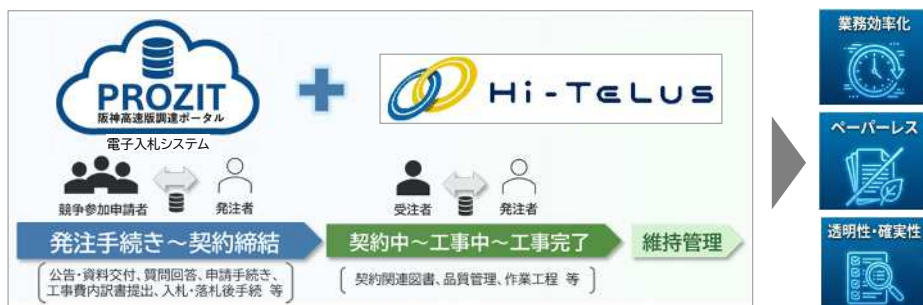 PROZIT
阪神高速版調達ポータル
電子入札システム
Hi-TeLus
競争参加申請者
発注者
受注者
発注者
発注手続き～契約締結
契約中～工事中～工事完了
維持管理
公告・資料交付、質問回答、申請手続き、
工事費内訳書提出、入札・落札後手続 等
契約関連図書、品質管理、作業工程 等
業務効率化
ペーパーレス
透明性・確実性